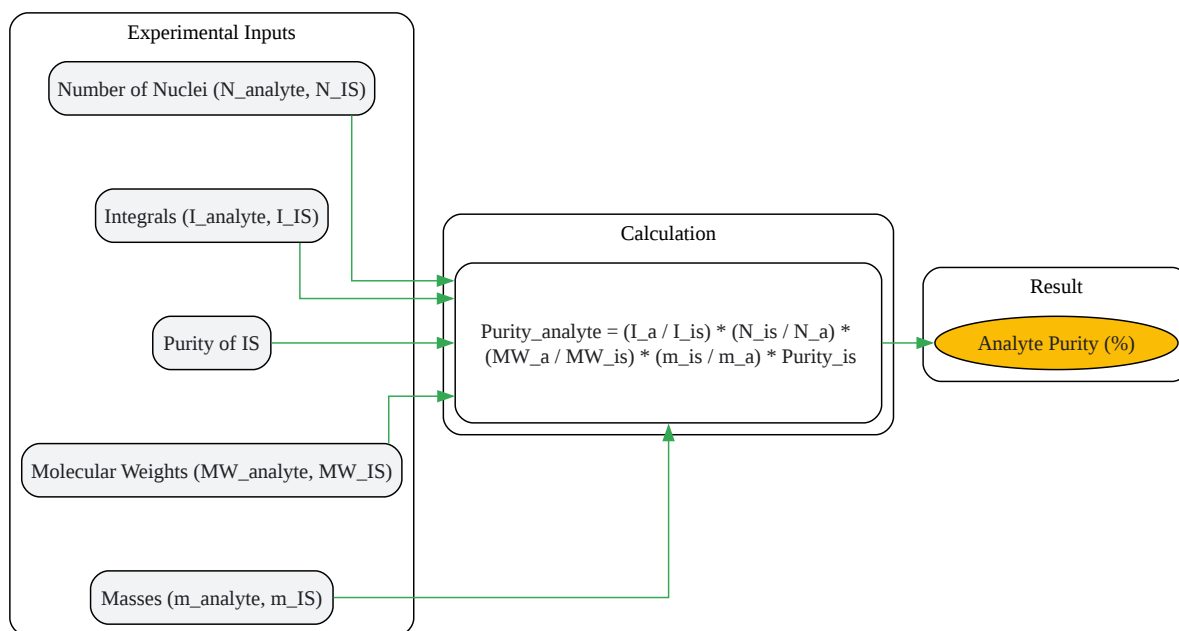 Experimental Inputs
Number of Nuclei (N_analyte, N_IS)
Integrals (I_analyte, I_IS)
Purity of IS
Molecular Weights (MW_analyte, MW_IS)
Masses (m_analyte, m_IS)
Calculation
Purity_analyte = (I_a / I_is) * (N_is / N_a) *
(MW_a / MW_is) * (m_is / m_a) * Purity_is
Result
Analyte Purity (%)